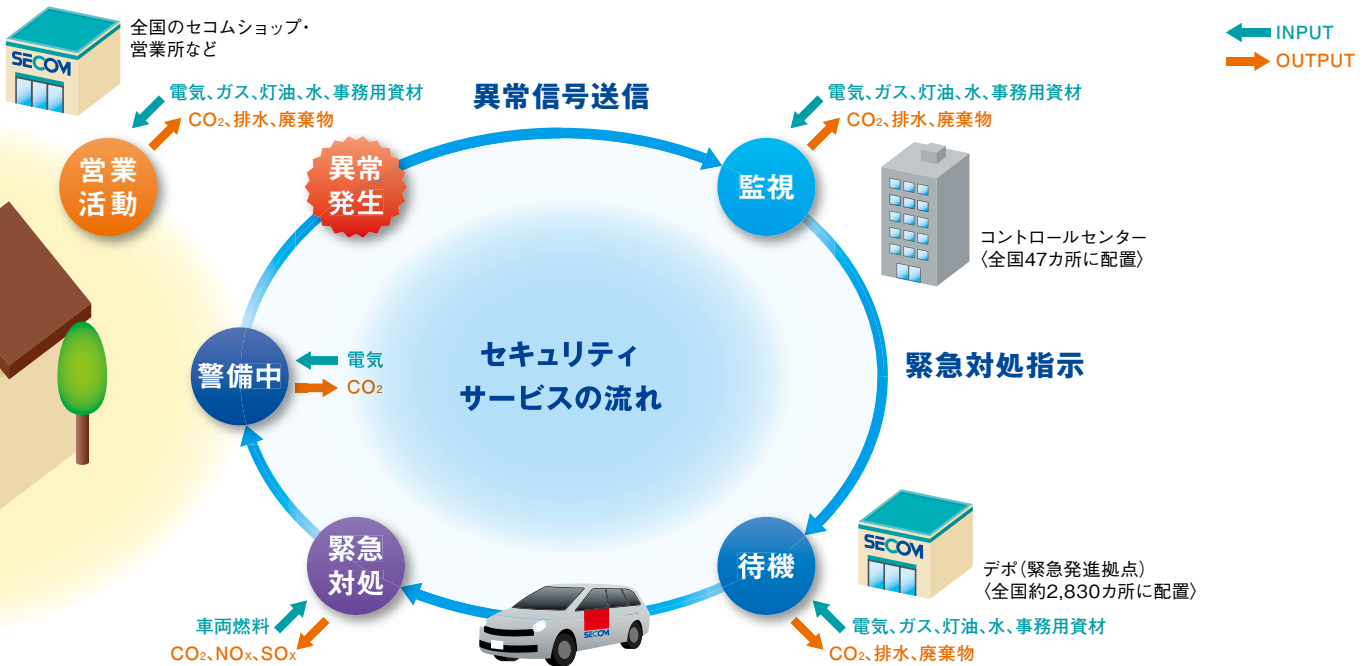 全国のセコムショップ・
営業所など
SECOM
電気、ガス、灯油、水、事務用資材
CO₂、排水、廃棄物
営業
活動
異常
発生
異常信号送信
INPUT
OUTPUT
電気、ガス、灯油、水、事務用資材
CO₂、排水、廃棄物
監視
コントロールセンター
〈全国47カ所に配置〉
警備中
電気
CO₂
セキュリティ
サービスの流れ
緊急対処指示
緊急
対処
車両燃料
CO₂、NOx、SOx
SECOM
待機
SECOM
デポ(緊急発進拠点)
〈全国約2,830カ所に配置〉
電気、ガス、灯油、水、事務用資材
CO₂、排水、廃棄物